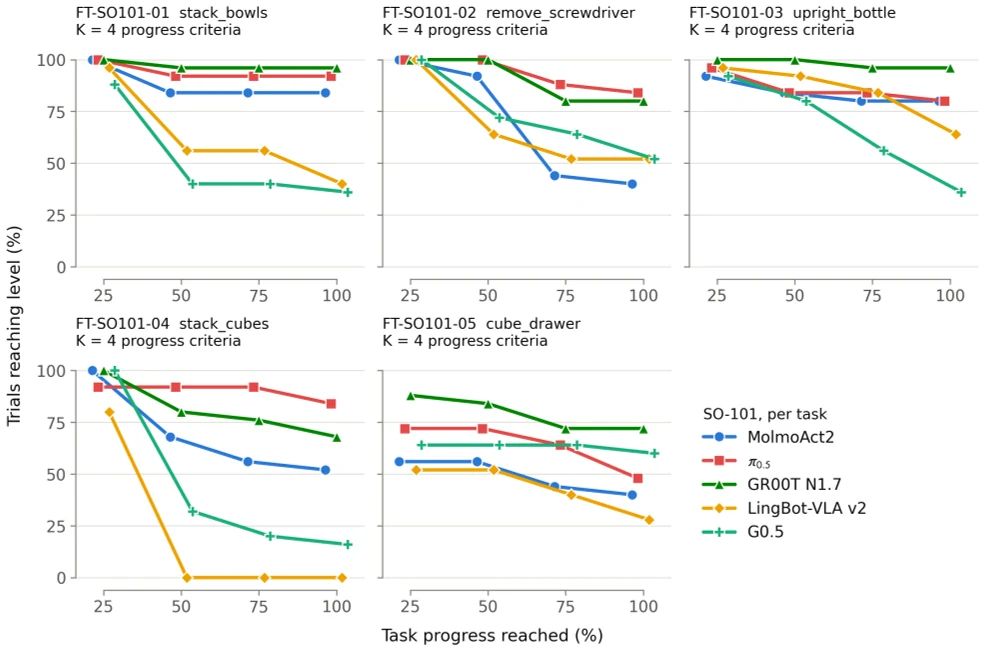 FT-SO101-01 stack_bowls
K = 4 progress criteria
FT-SO101-02 remove_screwdriver
K = 4 progress criteria
FT-SO101-03 upright_bottle
K = 4 progress criteria
100
75
50
25
0
25 50 75 100
25 50 75 100
25 50 75 100
Trials reaching level (%)
FT-SO101-04 stack_cubes
K = 4 progress criteria
FT-SO101-05 cube_drawer
K = 4 progress criteria
100
75
50
25
0
25 50 75 100
25 50 75 100
Task progress reached (%)
SO-101, per task
MolmoAct2
π0.5
GR00T N1.7
LingBot-VLA v2
G0.5